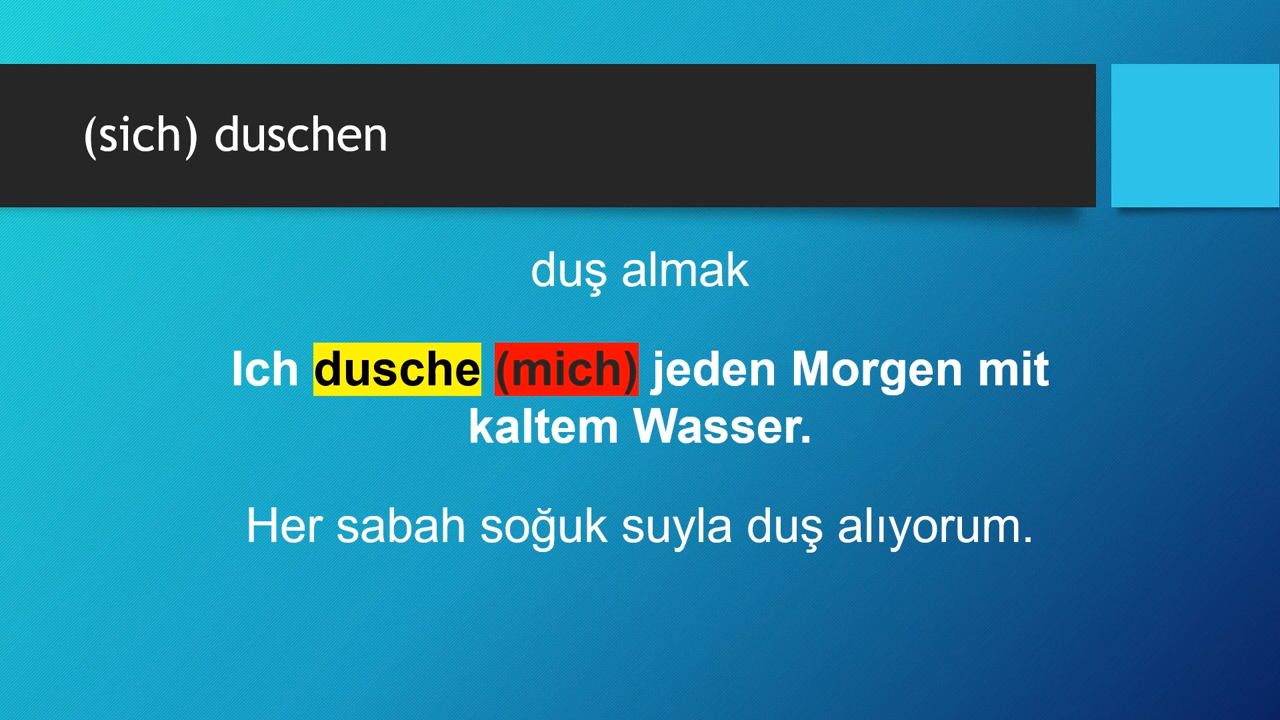 (sich) duschen
duş almak
Ich dusche (mich) jeden Morgen mit
kaltem Wasser.
Her sabah soğuk suyla duş alıyorum.